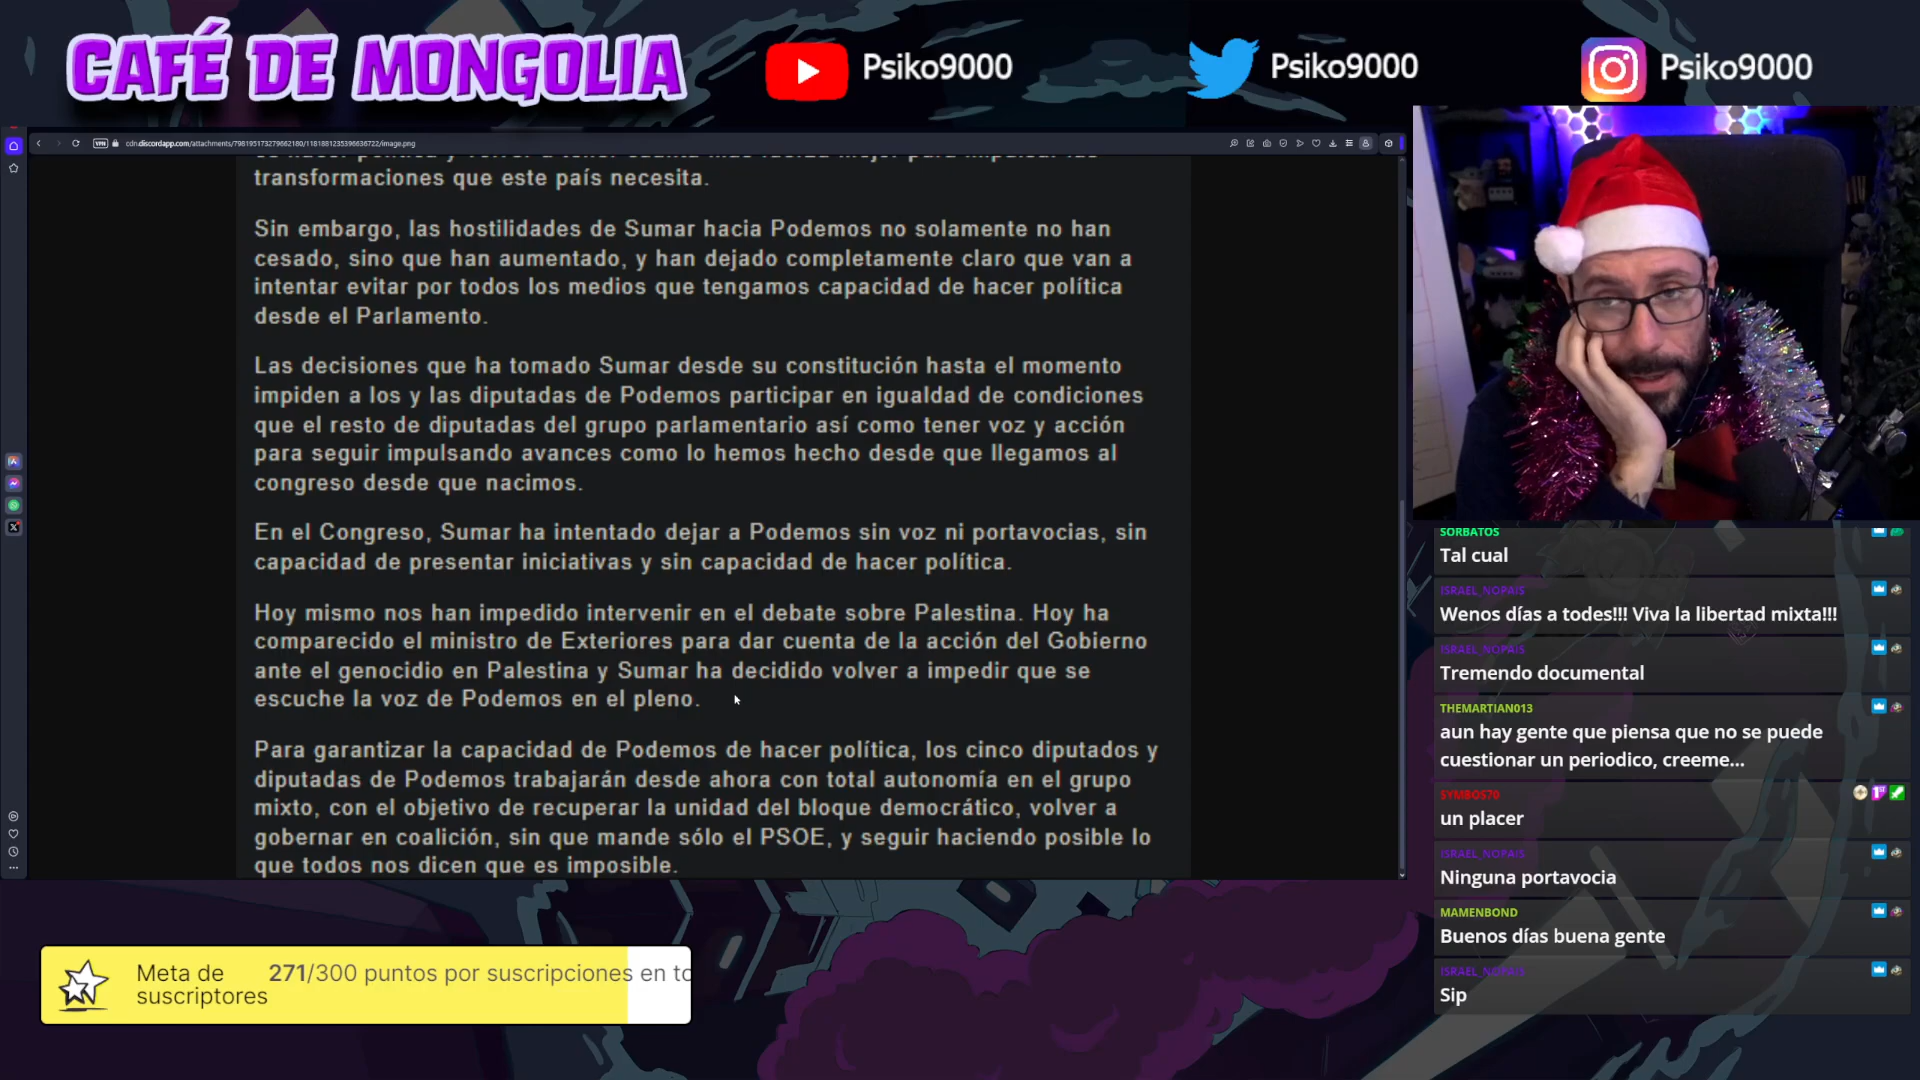 CAFÉ DE MONGOLIA
Psiko9000
Psiko9000
Psiko9000
VPN
cdn.discordapp.com/attachments/798195173279662180/1181881235396636722/image.png
transformaciones que este país necesita.
Sin embargo, las hostilidades de Sumar hacia Podemos no solamente no han
cesado, sino que han aumentado, y han dejado completamente claro que van a
intentar evitar por todos los medios que tengamos capacidad de hacer política
desde el Parlamento.
Las decisiones que ha tomado Sumar desde su constitución hasta el momento
impiden a los y las diputadas de Podemos participar en igualdad de condiciones
que el resto de diputadas del grupo parlamentario así como tener voz y acción
para seguir impulsando avances como lo hemos hecho desde que llegamos al
congreso desde que nacimos.
En el Congreso, Sumar ha intentado dejar a Podemos sin voz ni portavocias, sin
capacidad de presentar iniciativas y sin capacidad de hacer política.
Hoy mismo nos han impedido intervenir en el debate sobre Palestina. Hoy ha
comparecido el ministro de Exteriores para dar cuenta de la acción del Gobierno
ante el genocidio en Palestina y Sumar ha decidido volver a impedir que se
escuche la voz de Podemos en el pleno.
Para garantizar la capacidad de Podemos de hacer política, los cinco diputados y
diputadas de Podemos trabajarán desde ahora con total autonomía en el grupo
mixto, con el objetivo de recuperar la unidad del bloque democrático, volver a
gobernar en coalición, sin que mande sólo el PSOE, y seguir haciendo posible lo
que todos nos dicen que es imposible.
SORBATOS
Tal cual
ISRAEL_NOPAIS
Wenos días a todes!!! Viva la libertad mixta!!!
ISRAEL_NOPAIS
Tremendo documental
THEMARTIAN013
aun hay gente que piensa que no se puede
cuestionar un periodico, creeme...
SYMBOS70
un placer
ISRAEL_NOPAIS
Ninguna portavocia
MAMENBOND
Buenos días buena gente
ISRAEL_NOPAIS
Sip
Meta de
suscriptores
271/300 puntos por suscripciones en to